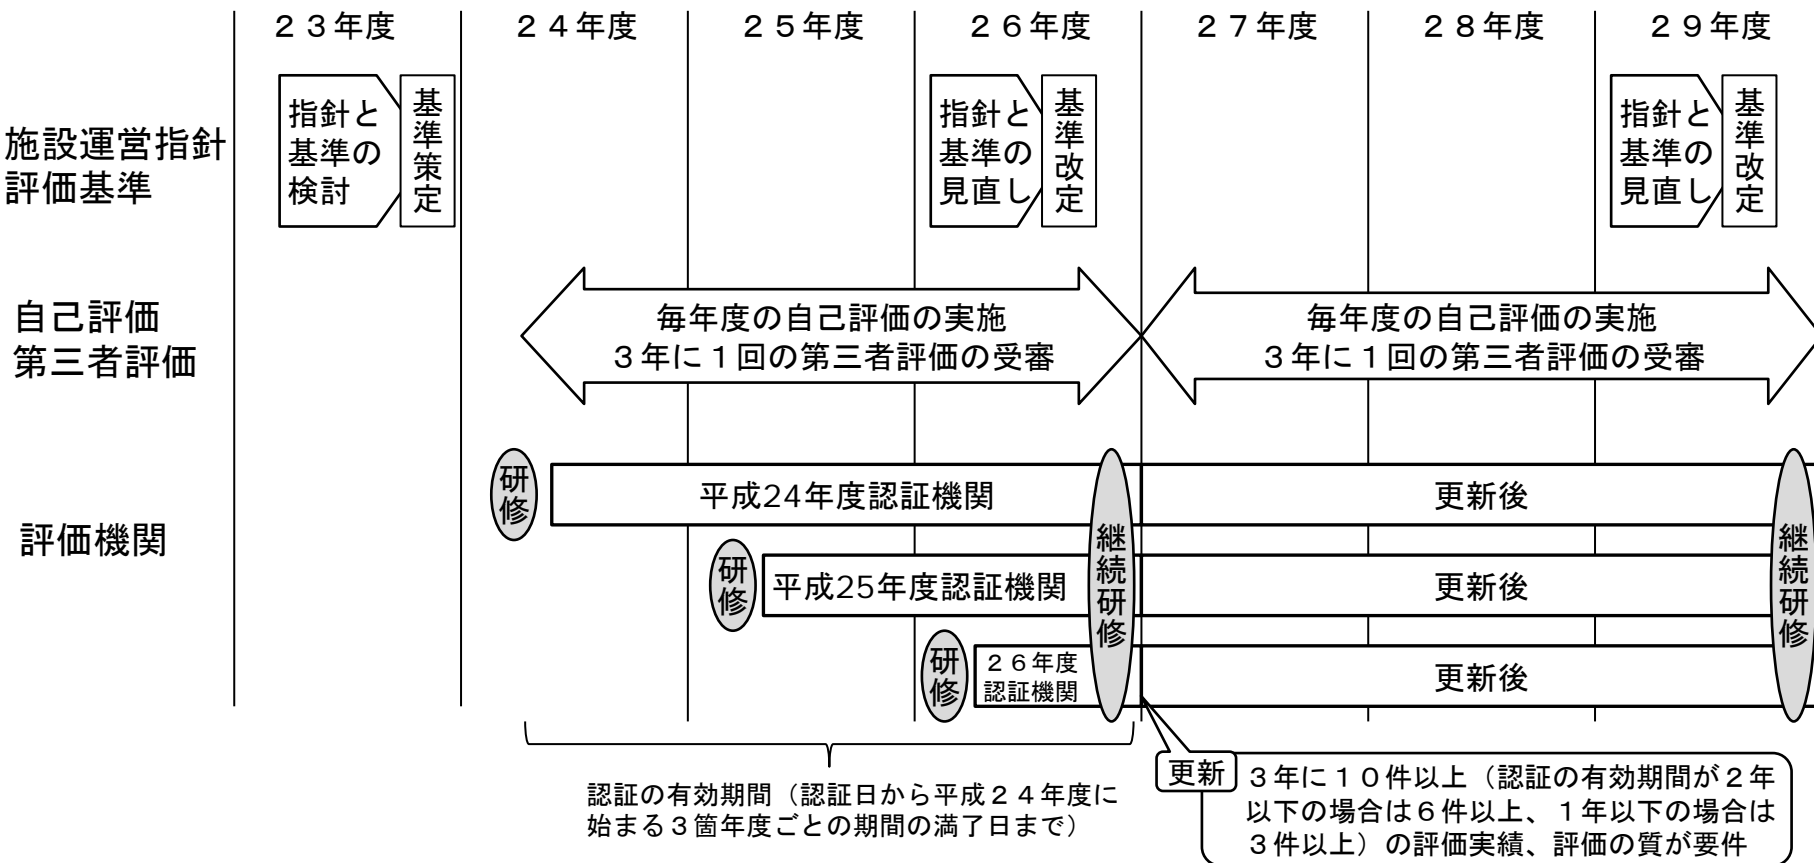 ２３年度
２４年度
２５年度
２６年度
２７年度
２８年度
２９年度
施設運営指針
評価基準
指針と
基準の
検討
基準策定
指針と
基準の
見直し
基準改定
指針と
基準の
見直し
基準改定
自己評価
第三者評価
毎年度の自己評価の実施
３年に１回の第三者評価の受審
毎年度の自己評価の実施
３年に１回の第三者評価の受審
評価機関
研修
平成24年度認証機関
更新後
研修
平成25年度認証機関
更新後
研修
２６年度
認証機関
更新後
継続研修
継続研修
認証の有効期間（認証日から平成２４年度に
始まる３箇年度ごとの期間の満了日まで）
更新
３年に１０件以上（認証の有効期間が２年
以下の場合は６件以上、１年以下の場合は
３件以上）の評価実績、評価の質が要件